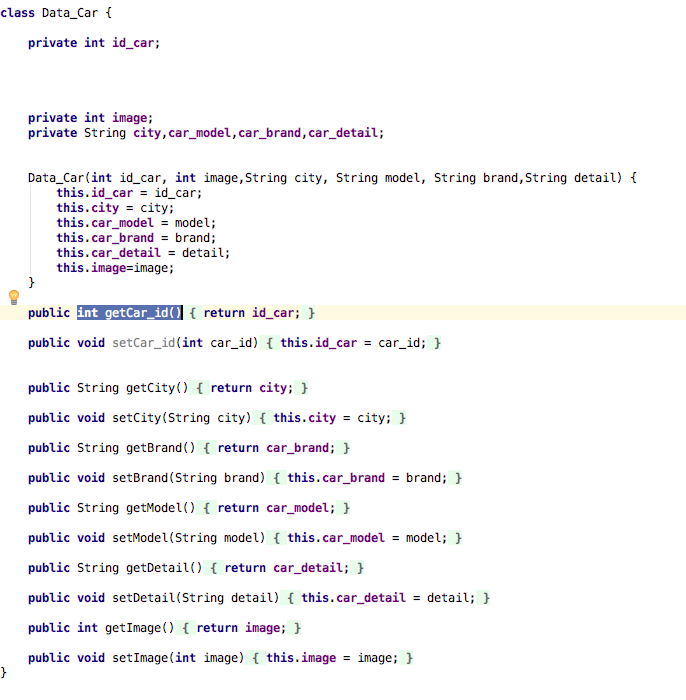 class Data_Car {
private int id_car;
private int image;
private String city,car_model,car_brand,car_detail;
Data_Car(int id_car, int image,String city, String model, String brand,String detail) {
this.id_car = id_car;
this.city = city;
this.car_model = model;
this.car_brand = brand;
this.car_detail = detail;
this.image=image;
}
public int getCar_id() { return id_car; }
public void setCar_id(int car_id) { this.id_car = car_id; }
public String getCity() { return city; }
public void setCity(String city) { this.city = city; }
public String getBrand() { return car_brand; }
public void setBrand(String brand) { this.car_brand = brand; }
public String getModel() { return car_model; }
public void setModel(String model) { this.car_model = model; }
public String getDetail() { return car_detail; }
public void setDetail(String detail) { this.car_detail = detail; }
public int getImage() { return image; }
public void setImage(int image) { this.image = image; }
}